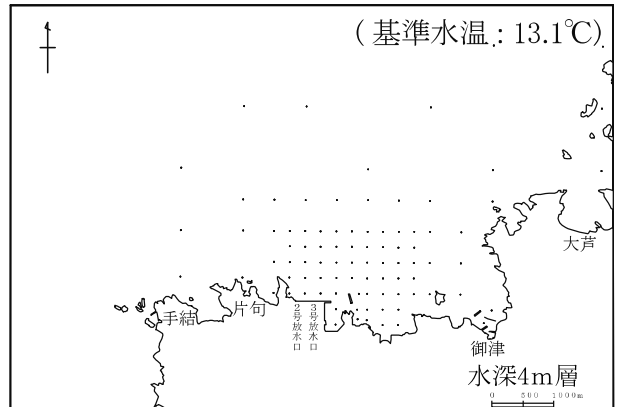 (基準水温：13.1℃)
大芦
手結
片句
2号放水口
3号放水口
御津
水深4m層
0 500 1000m